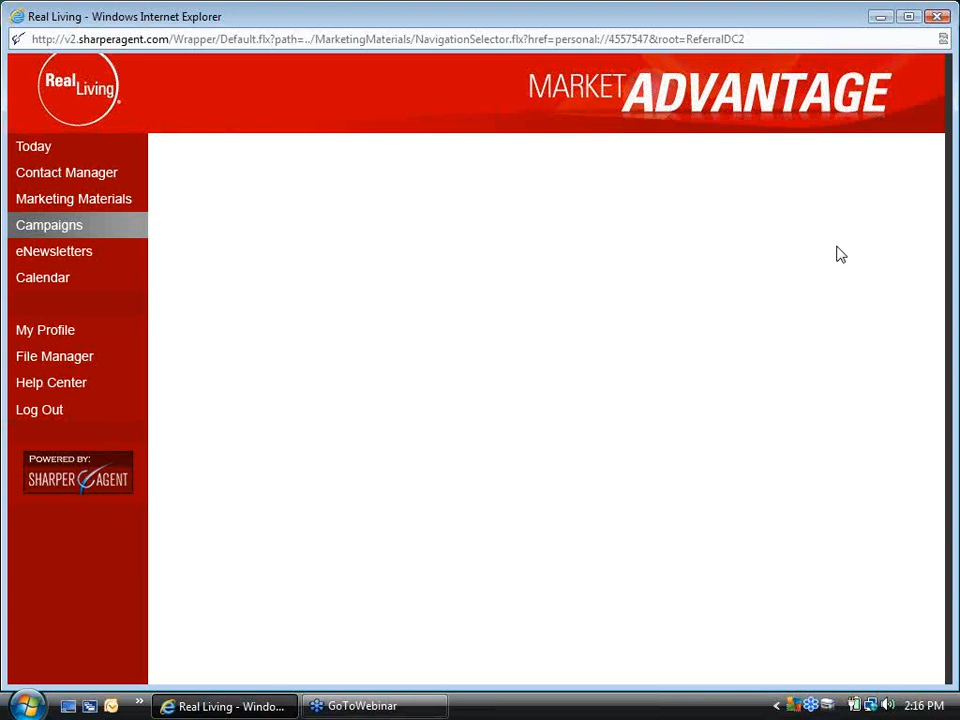 Real Living - Windows Internet Explorer
http://v2.sharperagent.com/Wrapper/Default.flx?path=../MarketingMaterials/NavigationSelector.flx?href=personal://4557547&root=ReferralDC2
Real Living®
MARKET ADVANTAGE
Today
Contact Manager
Marketing Materials
Campaigns
eNewsletters
Calendar
My Profile
File Manager
Help Center
Log Out
POWERED BY:
SHARPER AGENT
Real Living - Windo...
GoToWebinar
2:16 PM